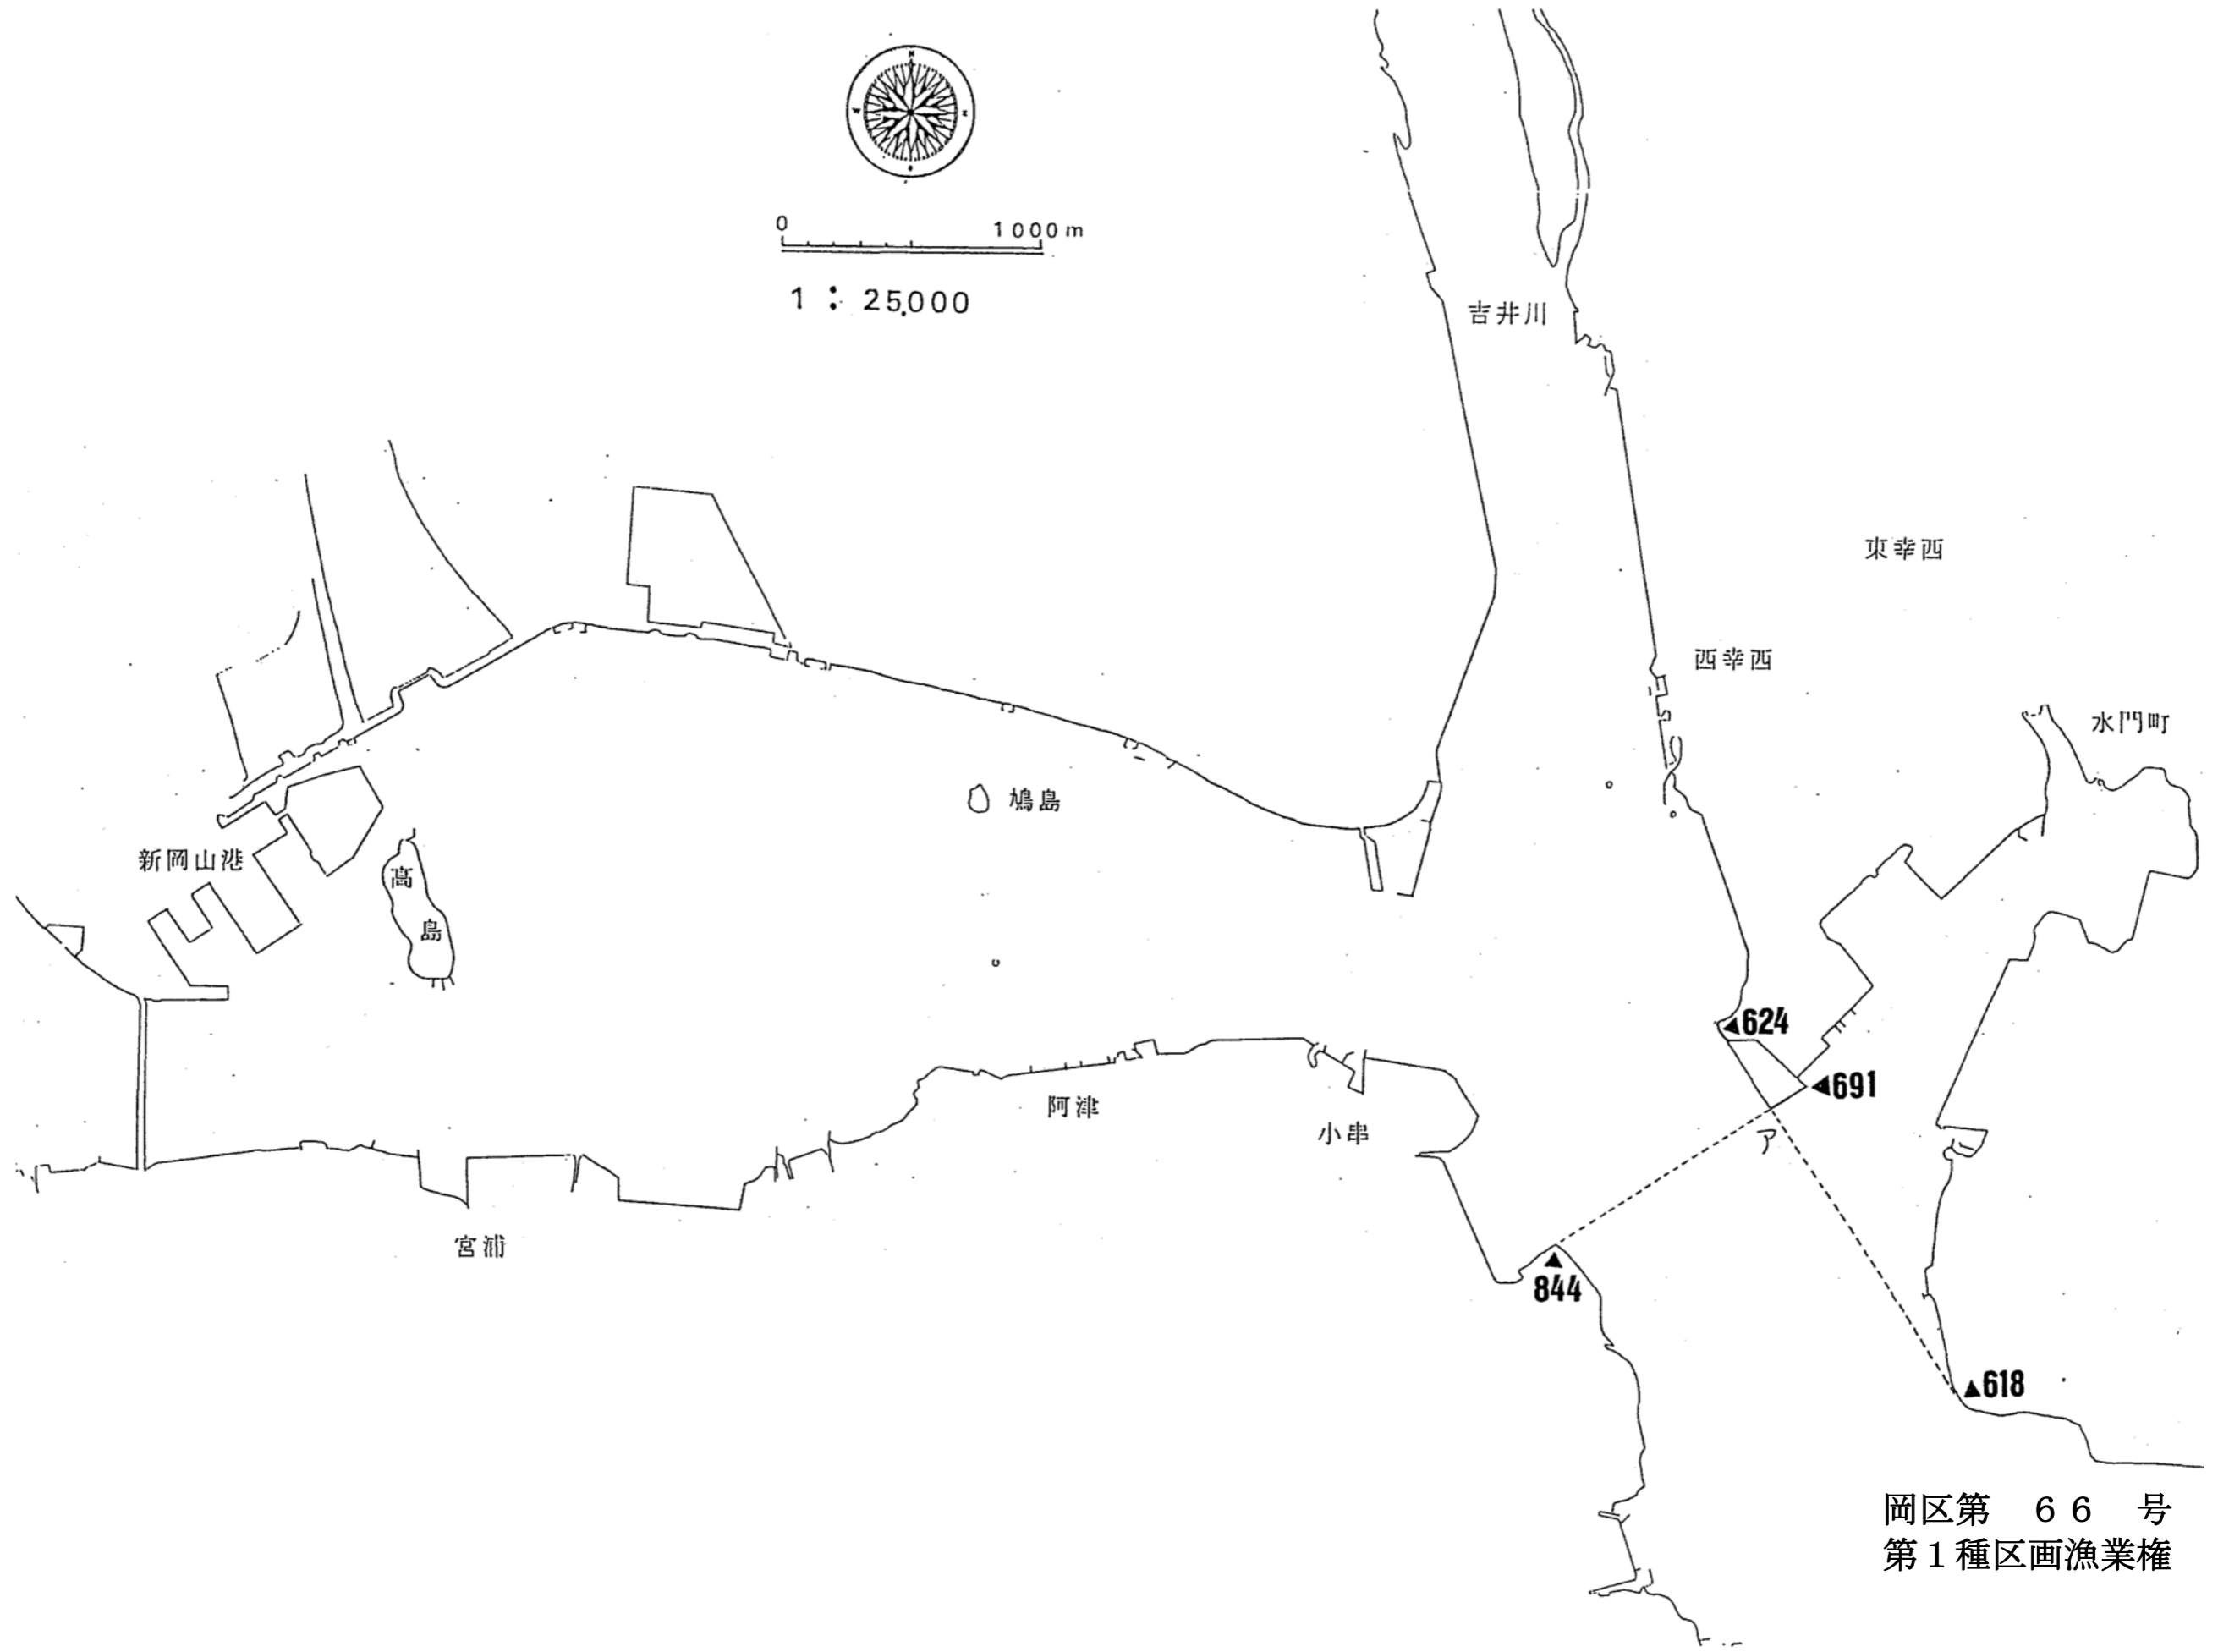 N
0 1000m
1 : 25,000
吉井川
東幸西
西幸西
水門町
鳩島
新岡山港
高
島
624
691
阿津
小串
ア
宮浦
844
618
岡区第 66 号
第1種区画漁業権